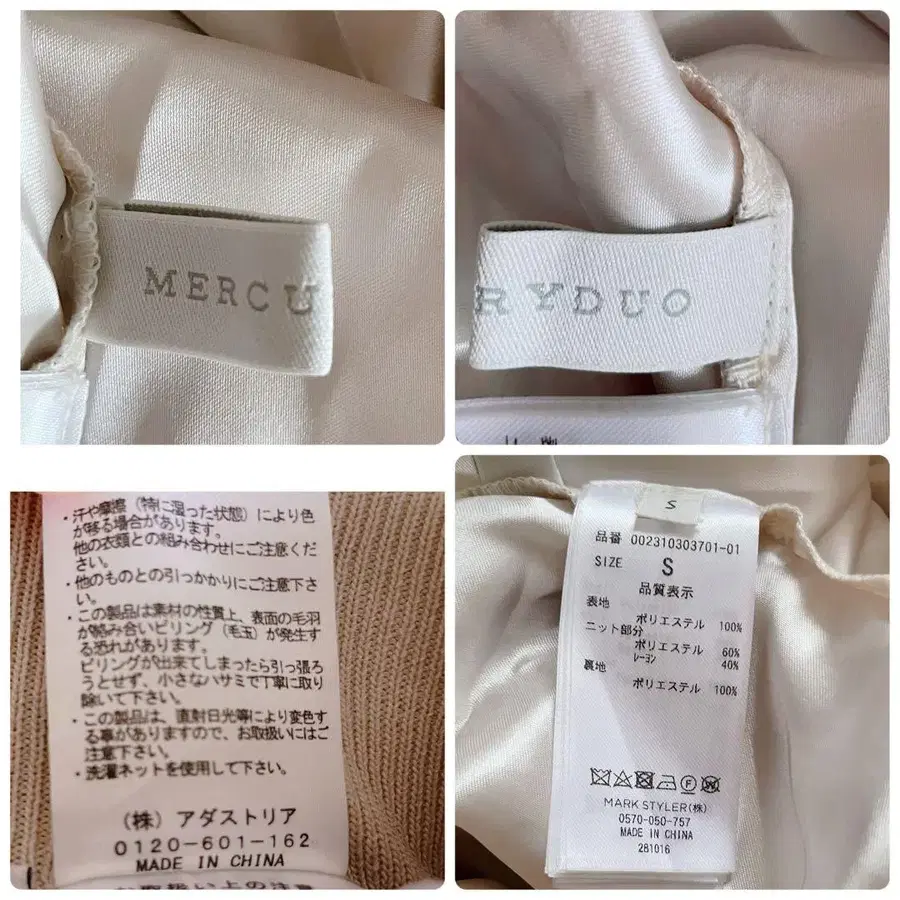 MERCU
RYDUO
・汗や摩擦（特に湿った状態）により色
が移る場合があります。
他の衣類との組み合わせにご注意くだ
さい。
・他のものとの引っかかりにご注意下さ
い。
・この製品は素材の性質上、表面の毛羽
が絡み合いピリング（毛玉）が発生す
る恐れがあります。
ピリングが出来てしまったら引っ張ろ
うとせず、小さなハサミで丁寧に取り
除いて下さい。
・この製品は、直射日光等により変色す
る事がありますので、お取扱いにはご
注意下さい。
・洗濯ネットを使用して下さい。
（株）アダストリア
0120-601-162
MADE IN CHINA
お取扱い上の注意
S
品番 002310303701-01
SIZE S
品質表示
表地
ポリエステル 100%
ニット部分
ポリエステル 60%
レーヨン 40%
裏地
ポリエステル 100%
MARK STYLER(株)
0570-050-757
MADE IN CHINA
281016